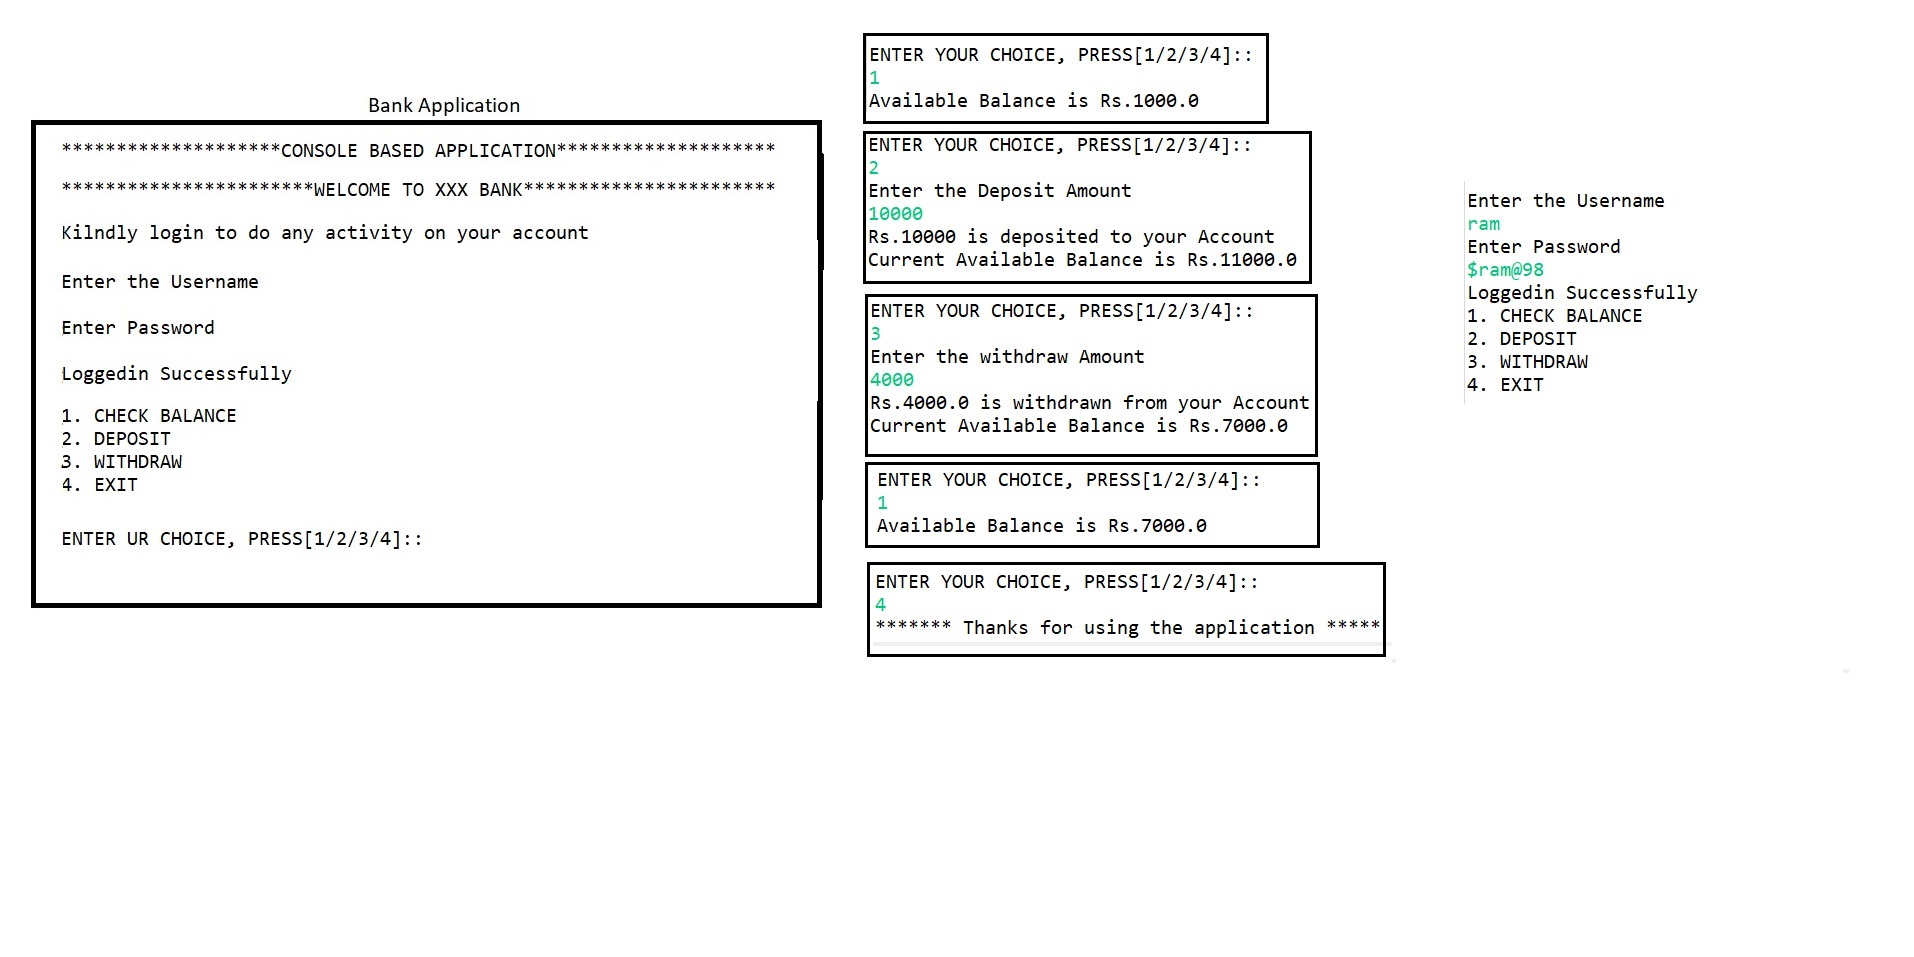 Bank Application
********************CONSOLE BASED APPLICATION********************
***********************WELCOME TO XXX BANK***********************
Kilndly login to do any activity on your account
Enter the Username
Enter Password
Loggedin Successfully
1. CHECK BALANCE
2. DEPOSIT
3. WITHDRAW
4. EXIT
ENTER UR CHOICE, PRESS[1/2/3/4]::
ENTER YOUR CHOICE, PRESS[1/2/3/4]::
1
Available Balance is Rs.1000.0
ENTER YOUR CHOICE, PRESS[1/2/3/4]::
2
Enter the Deposit Amount
10000
Rs.10000 is deposited to your Account
Current Available Balance is Rs.11000.0
ENTER YOUR CHOICE, PRESS[1/2/3/4]::
3
Enter the withdraw Amount
4000
Rs.4000.0 is withdrawn from your Account
Current Available Balance is Rs.7000.0
ENTER YOUR CHOICE, PRESS[1/2/3/4]::
1
Available Balance is Rs.7000.0
ENTER YOUR CHOICE, PRESS[1/2/3/4]::
4
******* Thanks for using the application *****
Enter the Username
ram
Enter Password
$ram@98
Loggedin Successfully
1. CHECK BALANCE
2. DEPOSIT
3. WITHDRAW
4. EXIT